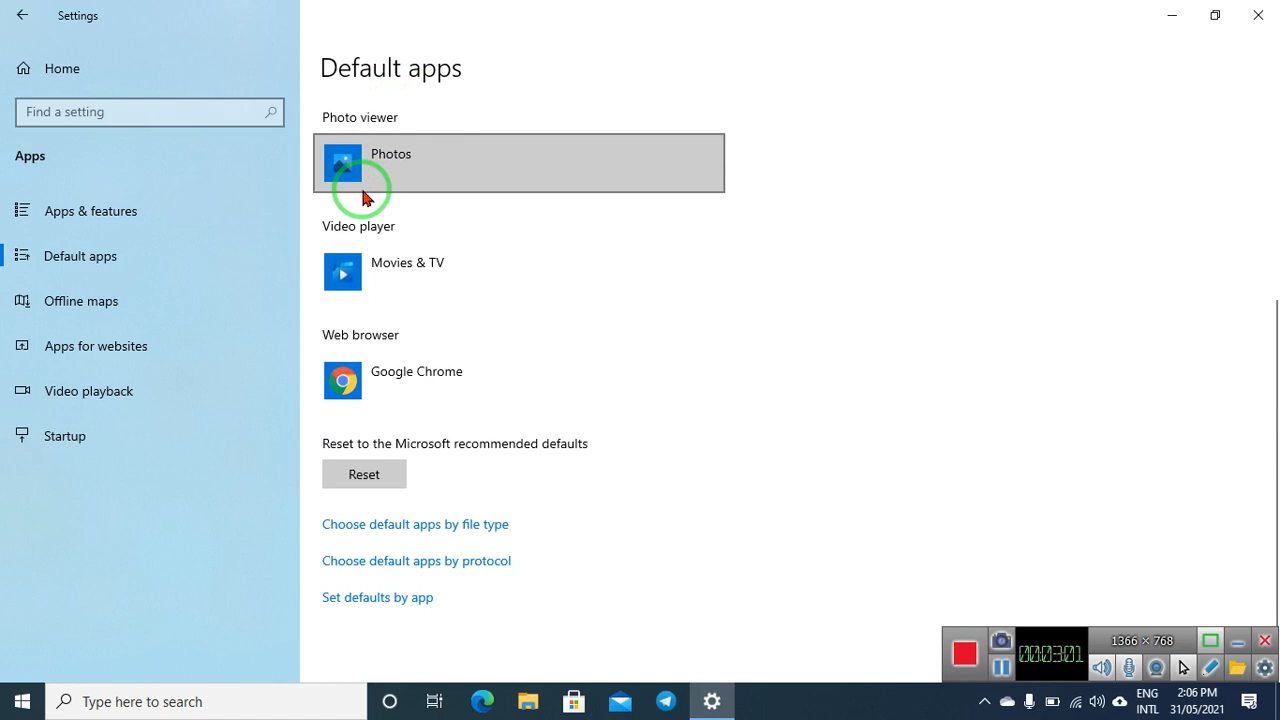 Settings
Home
Find a setting
Apps
Apps & features
Default apps
Offline maps
Apps for websites
Video playback
Startup
Default apps
Photo viewer
Photos
Video player
Movies & TV
Web browser
Google Chrome
Reset to the Microsoft recommended defaults
Reset
Choose default apps by file type
Choose default apps by protocol
Set defaults by app
1366 × 768
00:03:01
Type here to search
ENG
INTL
2:06 PM
31/05/2021